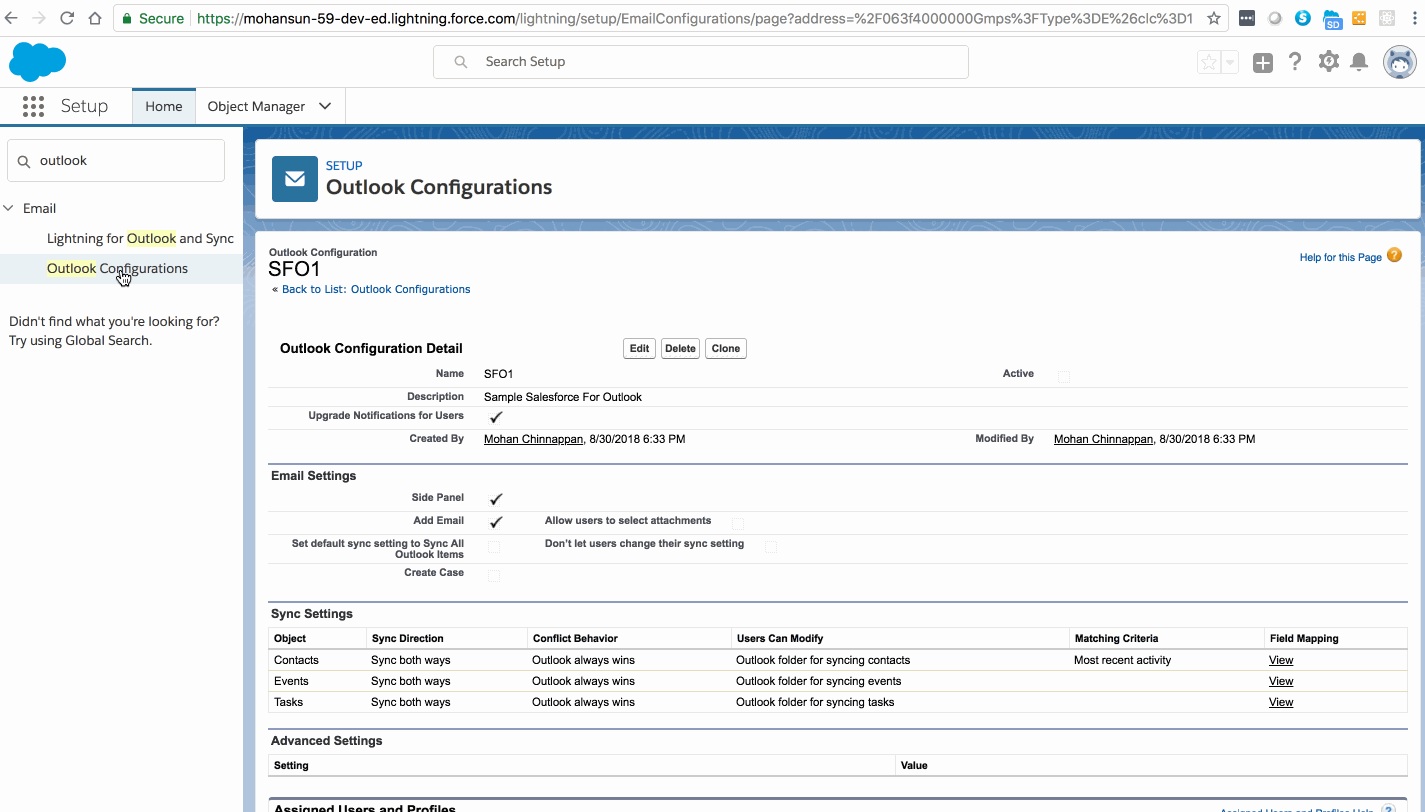 Secure https://mohansun-59-dev-ed.lightning.force.com/lightning/setup/EmailConfigurations/page?address=%2F063f4000000Gmps%3FType%3DE%26clc%3D1
SD
Search Setup
Setup Home Object Manager
outlook
Email
Lightning for Outlook and Sync
Outlook Configurations
Didn't find what you're looking for?
Try using Global Search.
SETUP
Outlook Configurations
Outlook Configuration
SFO1
Help for this Page ?
« Back to List: Outlook Configurations
Outlook Configuration Detail Edit Delete Clone
Name SFO1 Active
Description Sample Salesforce For Outlook
Upgrade Notifications for Users
Created By Mohan Chinnappan, 8/30/2018 6:33 PM Modified By Mohan Chinnappan, 8/30/2018 6:33 PM
Email Settings
Side Panel
Add Email Allow users to select attachments
Set default sync setting to Sync All
Outlook Items
Don't let users change their sync setting
Create Case
Sync Settings
Object Sync Direction Conflict Behavior Users Can Modify Matching Criteria Field Mapping
Contacts Sync both ways Outlook always wins Outlook folder for syncing contacts Most recent activity View
Events Sync both ways Outlook always wins Outlook folder for syncing events View
Tasks Sync both ways Outlook always wins Outlook folder for syncing tasks View
Advanced Settings
Setting Value
Assigned Users and Profiles Assigned Users and Profiles Help ?